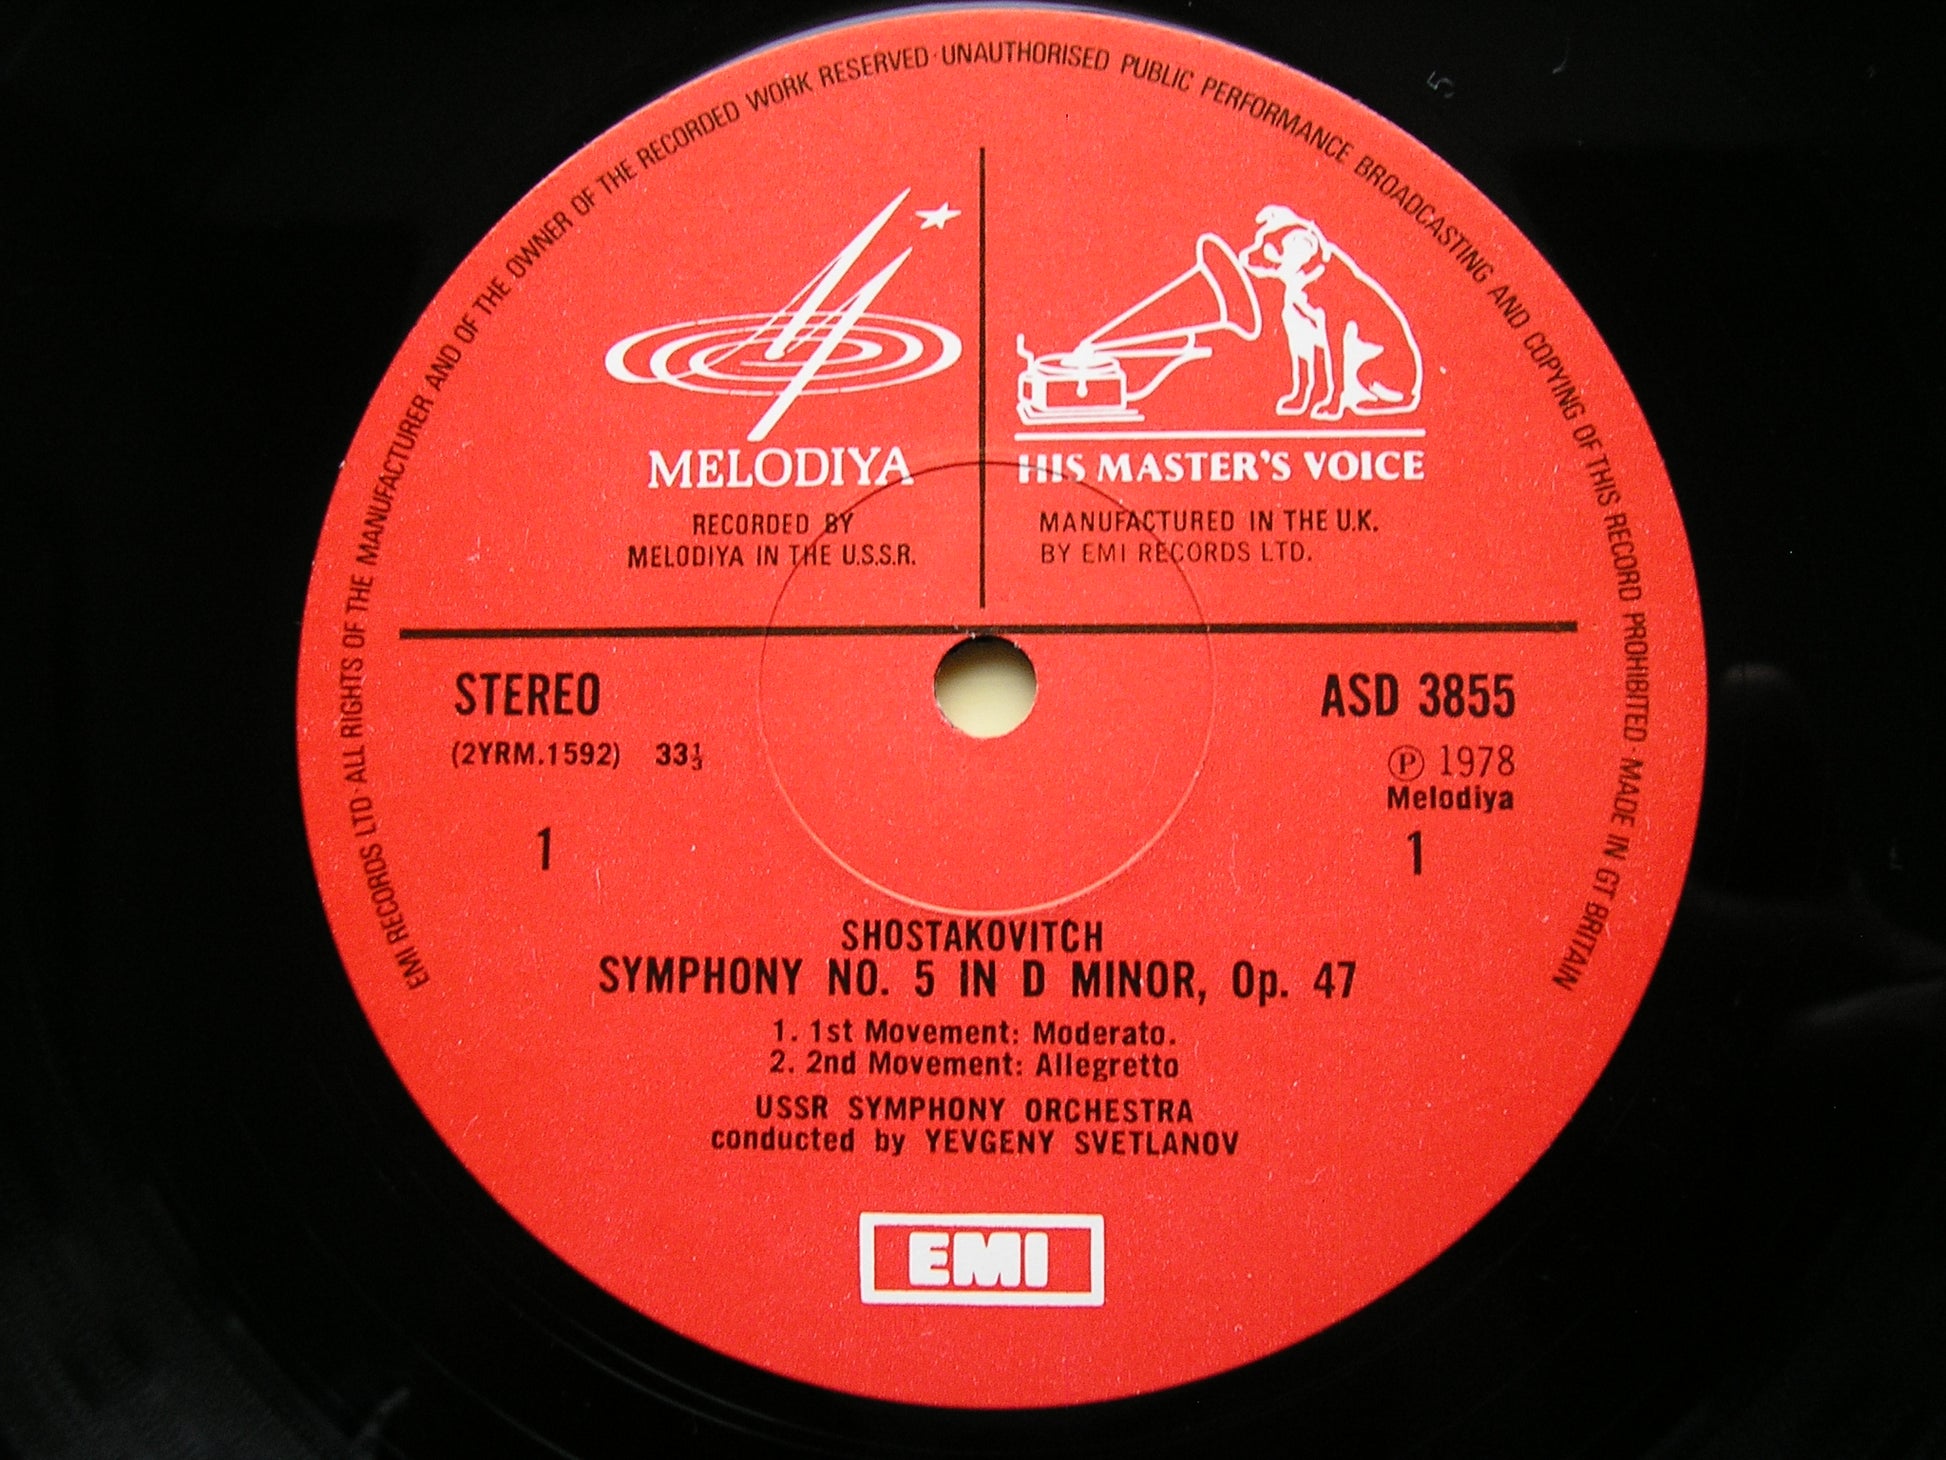 EMI RECORDS LTD·ALL RIGHTS OF THE MANUFACTURER AND OF THE OWNER OF THE RECORDED WORK RESERVED·UNAUTHORISED PUBLIC PERFORMANCE BROADCASTING AND COPYING OF THIS RECORD PROHIBITED·MADE IN GT BRITAIN
MELODIYA
RECORDED BY
MELODIYA IN THE U.S.S.R.
HIS MASTER'S VOICE
MANUFACTURED IN THE U.K.
BY EMI RECORDS LTD.
STEREO
(2YRM.1592) 33⅓
1
ASD 3855
Ⓟ 1978
Melodiya
1
SHOSTAKOVITCH
SYMPHONY NO. 5 IN D MINOR, Op. 47
1. 1st Movement: Moderato.
2. 2nd Movement: Allegretto
USSR SYMPHONY ORCHESTRA
conducted by YEVGENY SVETLANOV
EMI